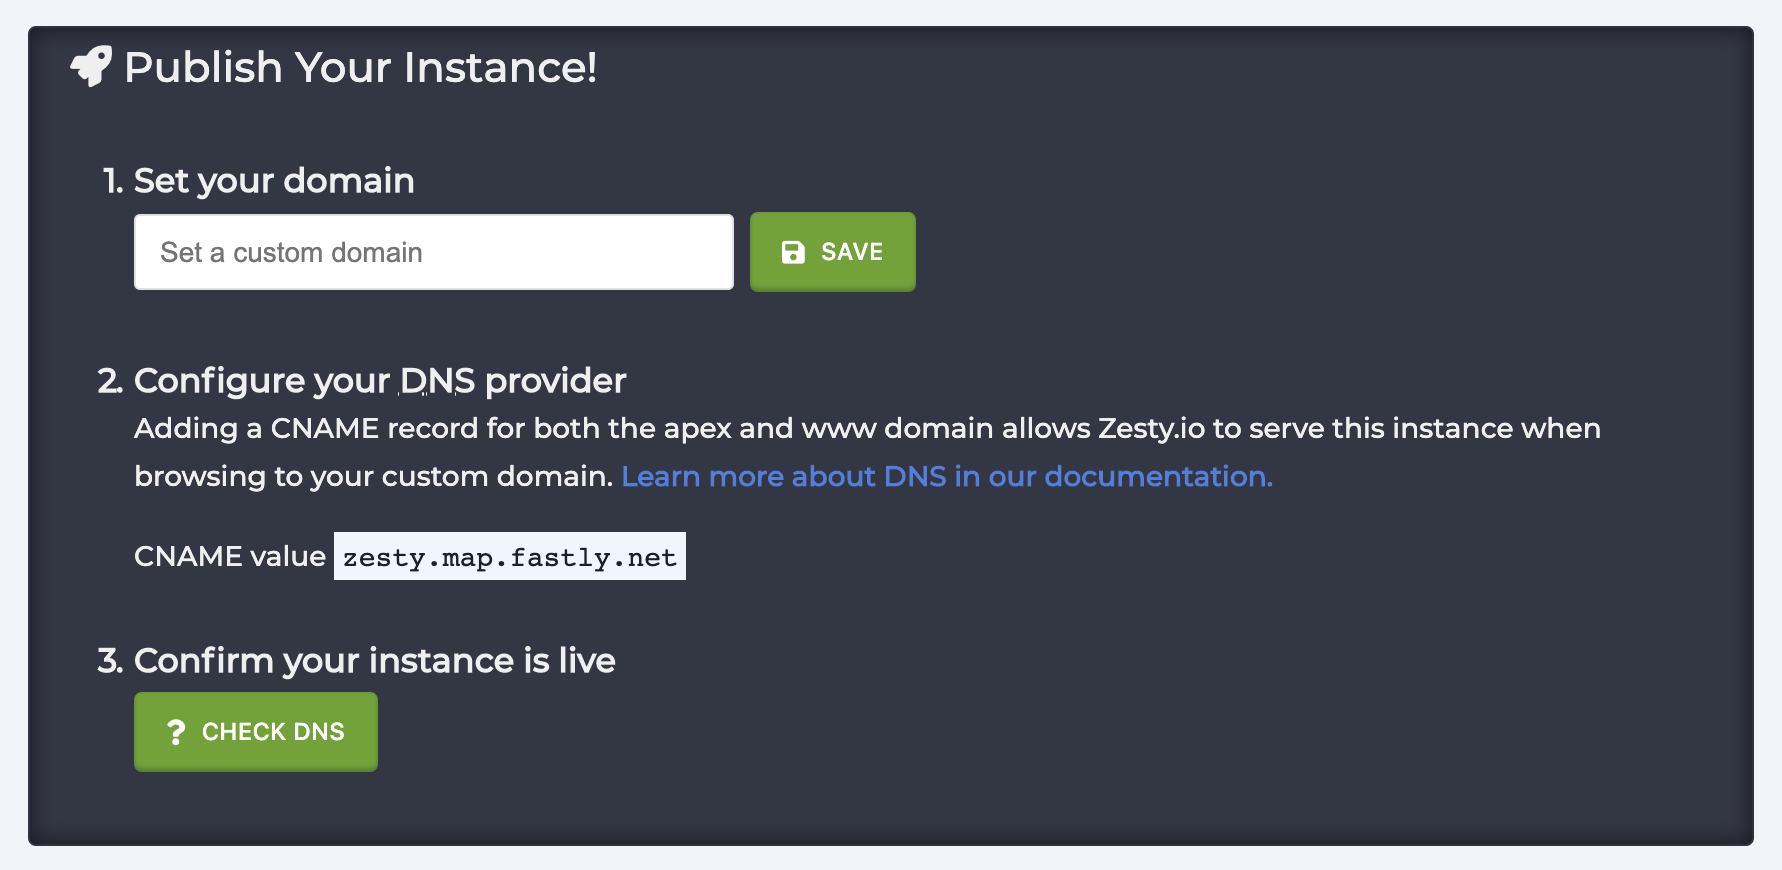 Publish Your Instance!
1. Set your domain
Set a custom domain
SAVE
2. Configure your DNS provider
Adding a CNAME record for both the apex and www domain allows Zesty.io to serve this instance when
browsing to your custom domain. Learn more about DNS in our documentation.
CNAME value zesty.map.fastly.net
3. Confirm your instance is live
? CHECK DNS